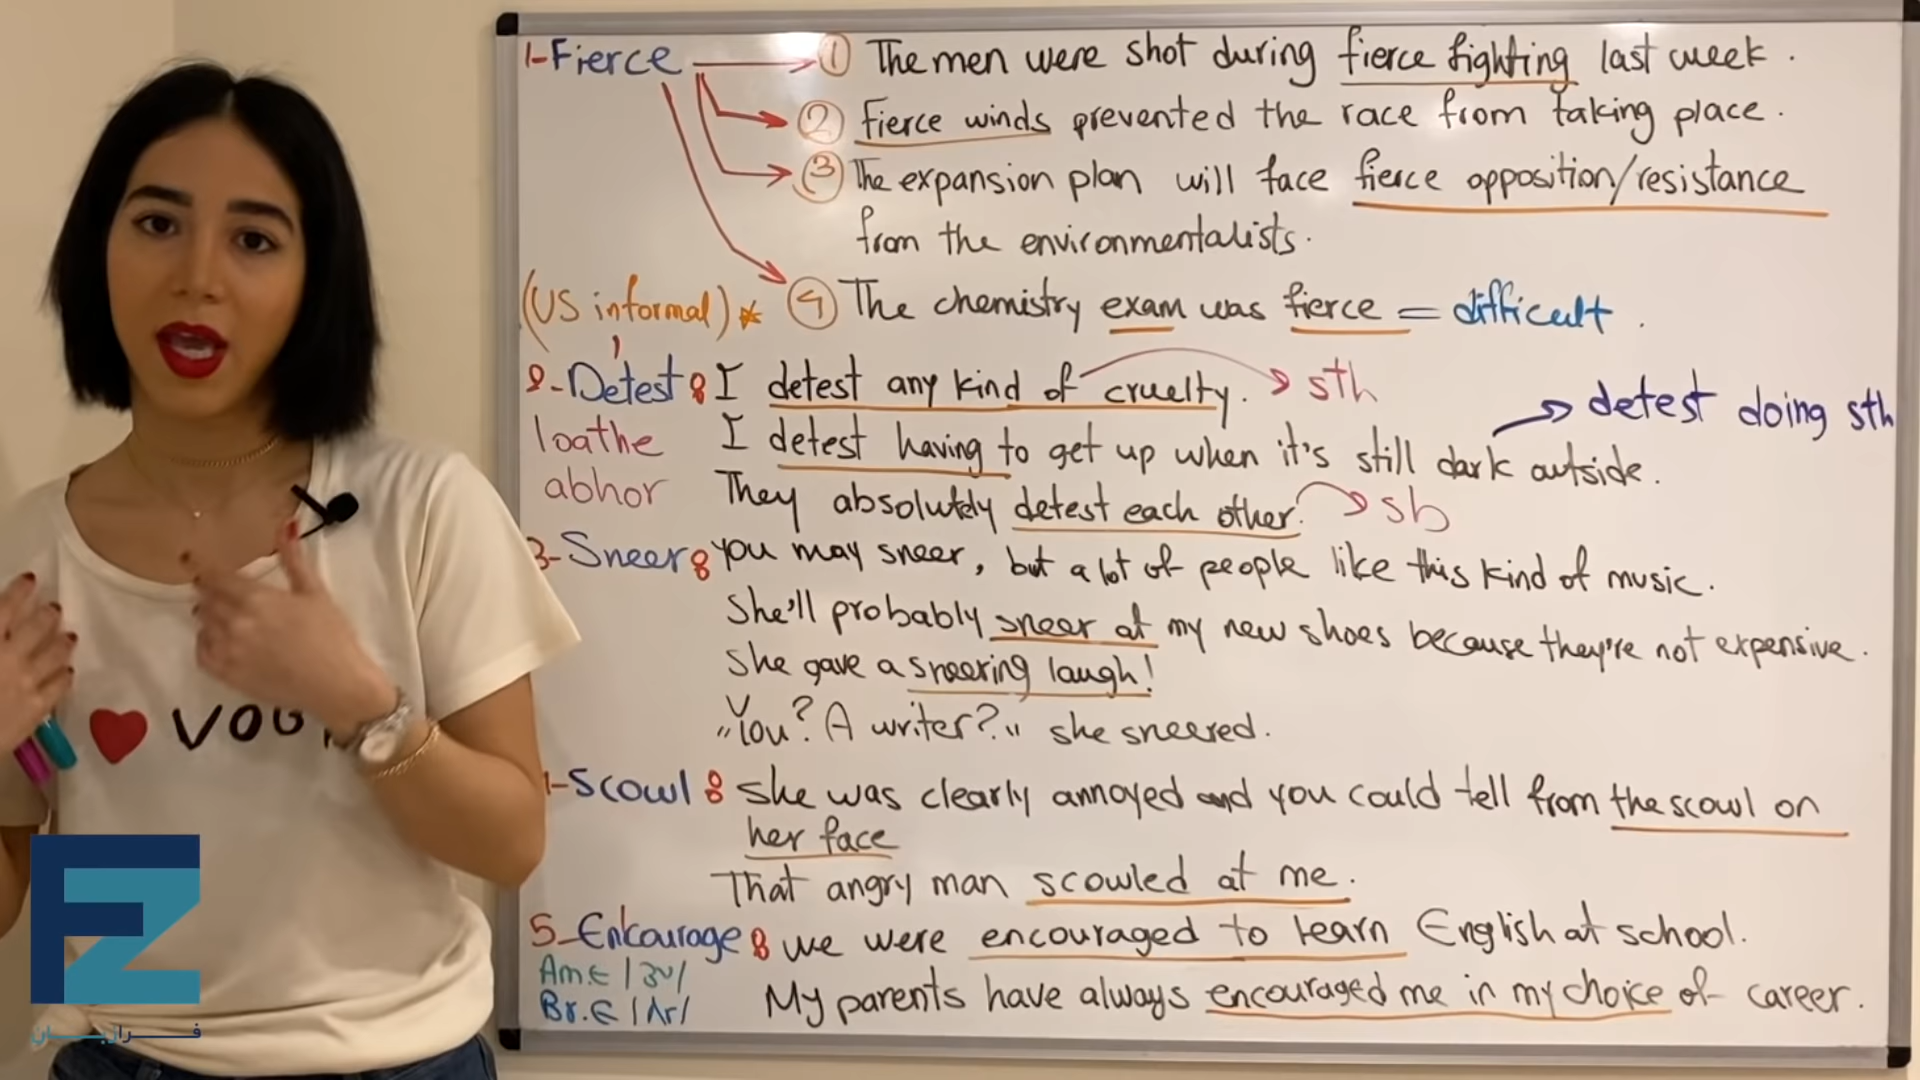 1-Fierce ① The men were shot during fierce fighting last week.
② Fierce winds prevented the race from taking place.
③ The expansion plan will face fierce opposition/resistance
from the environmentalists.
(US informal) * ④ The chemistry exam was fierce = difficult.
2-Detest: I detest any kind of cruelty. → sth
→ detest doing sth
loathe I detest having to get up when it's still dark outside.
abhor They absolutely detest each other. → sb
3-Sneer: you may sneer, but a lot of people like this kind of music.
She'll probably sneer at my new shoes because they're not expensive.
She gave a sneering laugh!
"You? A writer?" she sneered.
-Scowl: she was clearly annoyed and you could tell from the scowl on
her face
That angry man scowled at me.
5-Encourage: we were encouraged to learn English at school.
Am.E
Br.E
My parents have always encouraged me in my choice of career.
VOG
FZ
فرازبان